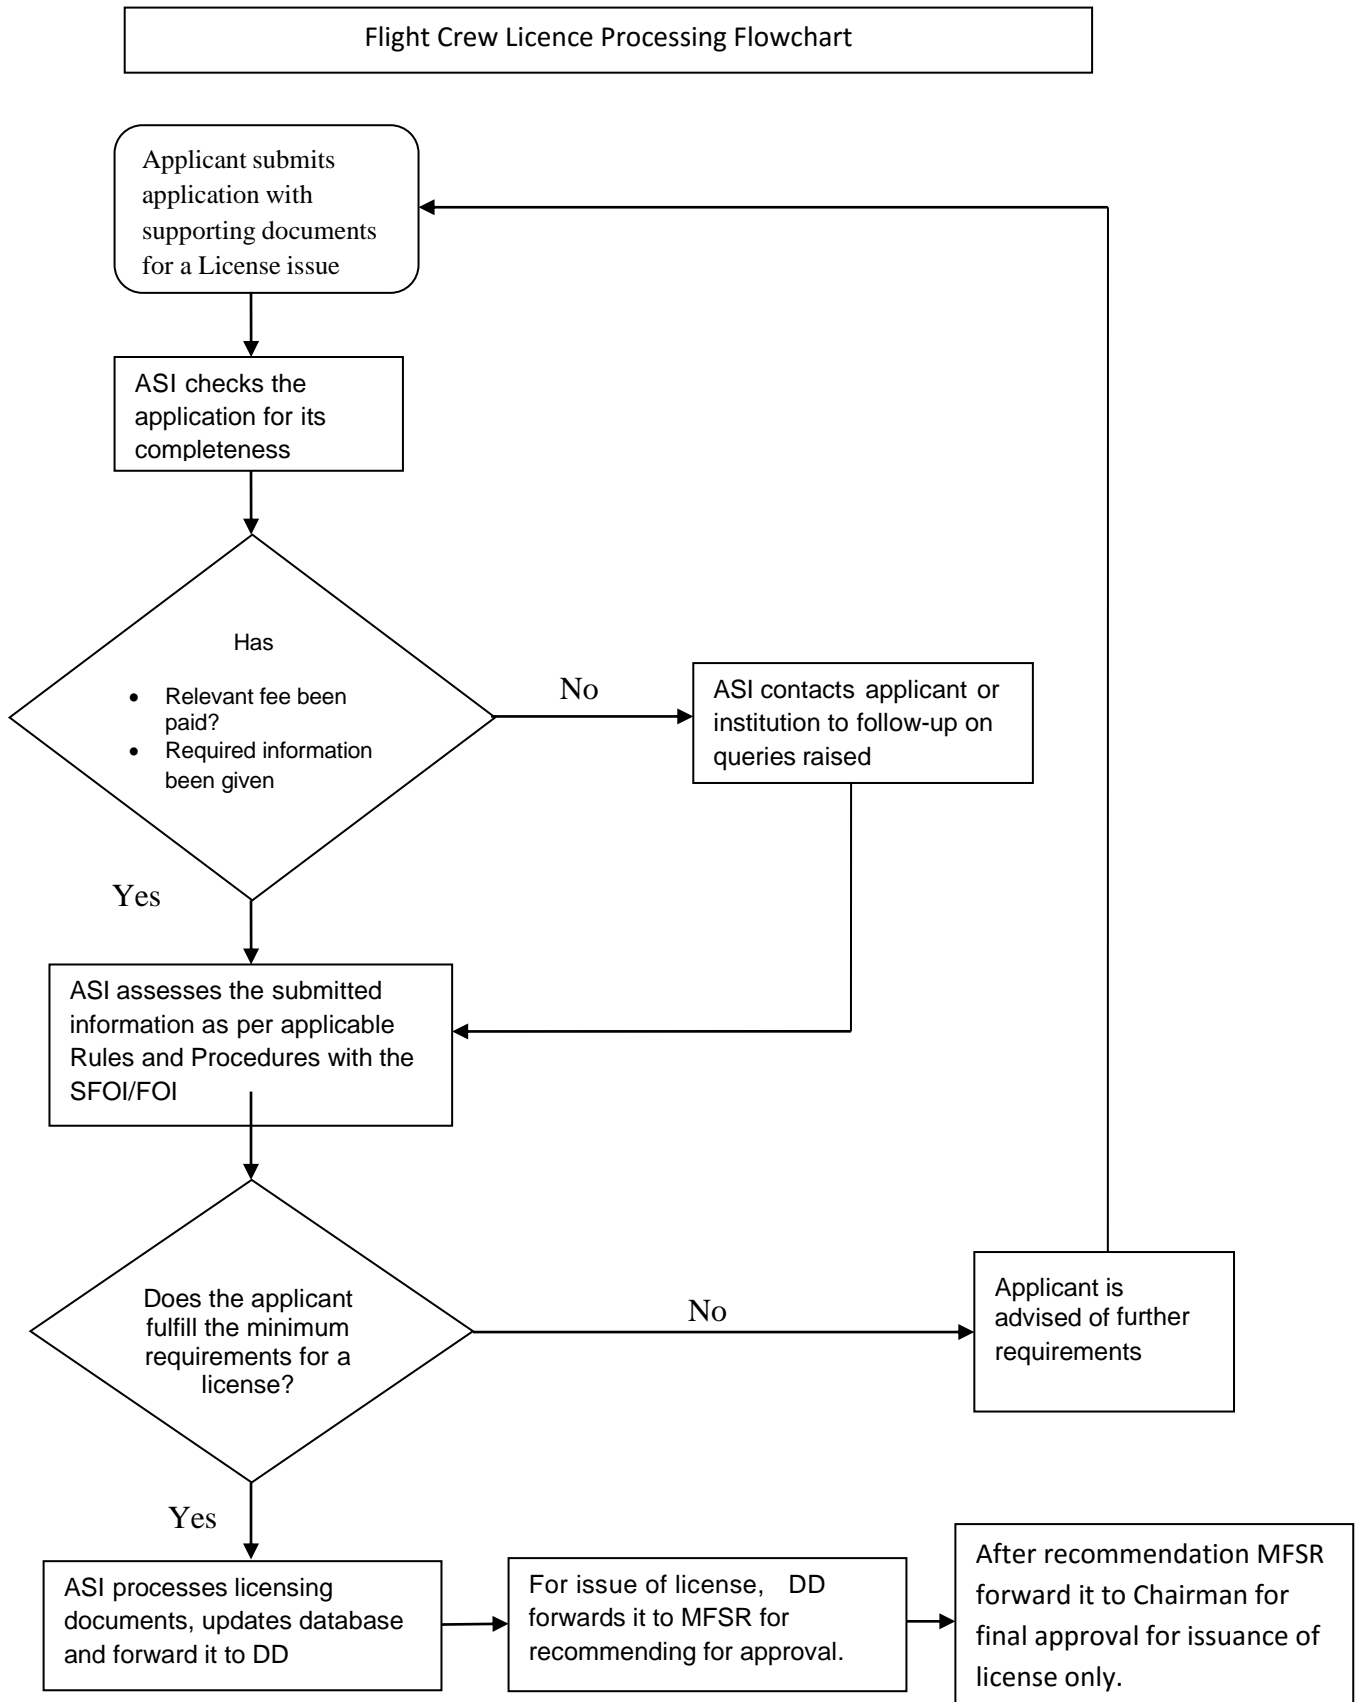 Flight Crew Licence Processing Flowchart
Applicant submits
application with
supporting documents
for a License issue
ASI checks the
application for its
completeness
Has
• Relevant fee been
paid?
• Required information
been given
No
ASI contacts applicant or
institution to follow-up on
queries raised
Yes
ASI assesses the submitted
information as per applicable
Rules and Procedures with the
SFOI/FOI
Does the applicant
fulfill the minimum
requirements for a
license?
No
Applicant is
advised of further
requirements
Yes
ASI processes licensing
documents, updates database
and forward it to DD
For issue of license, DD
forwards it to MFSR for
recommending for approval.
After recommendation MFSR
forward it to Chairman for
final approval for issuance of
license only.